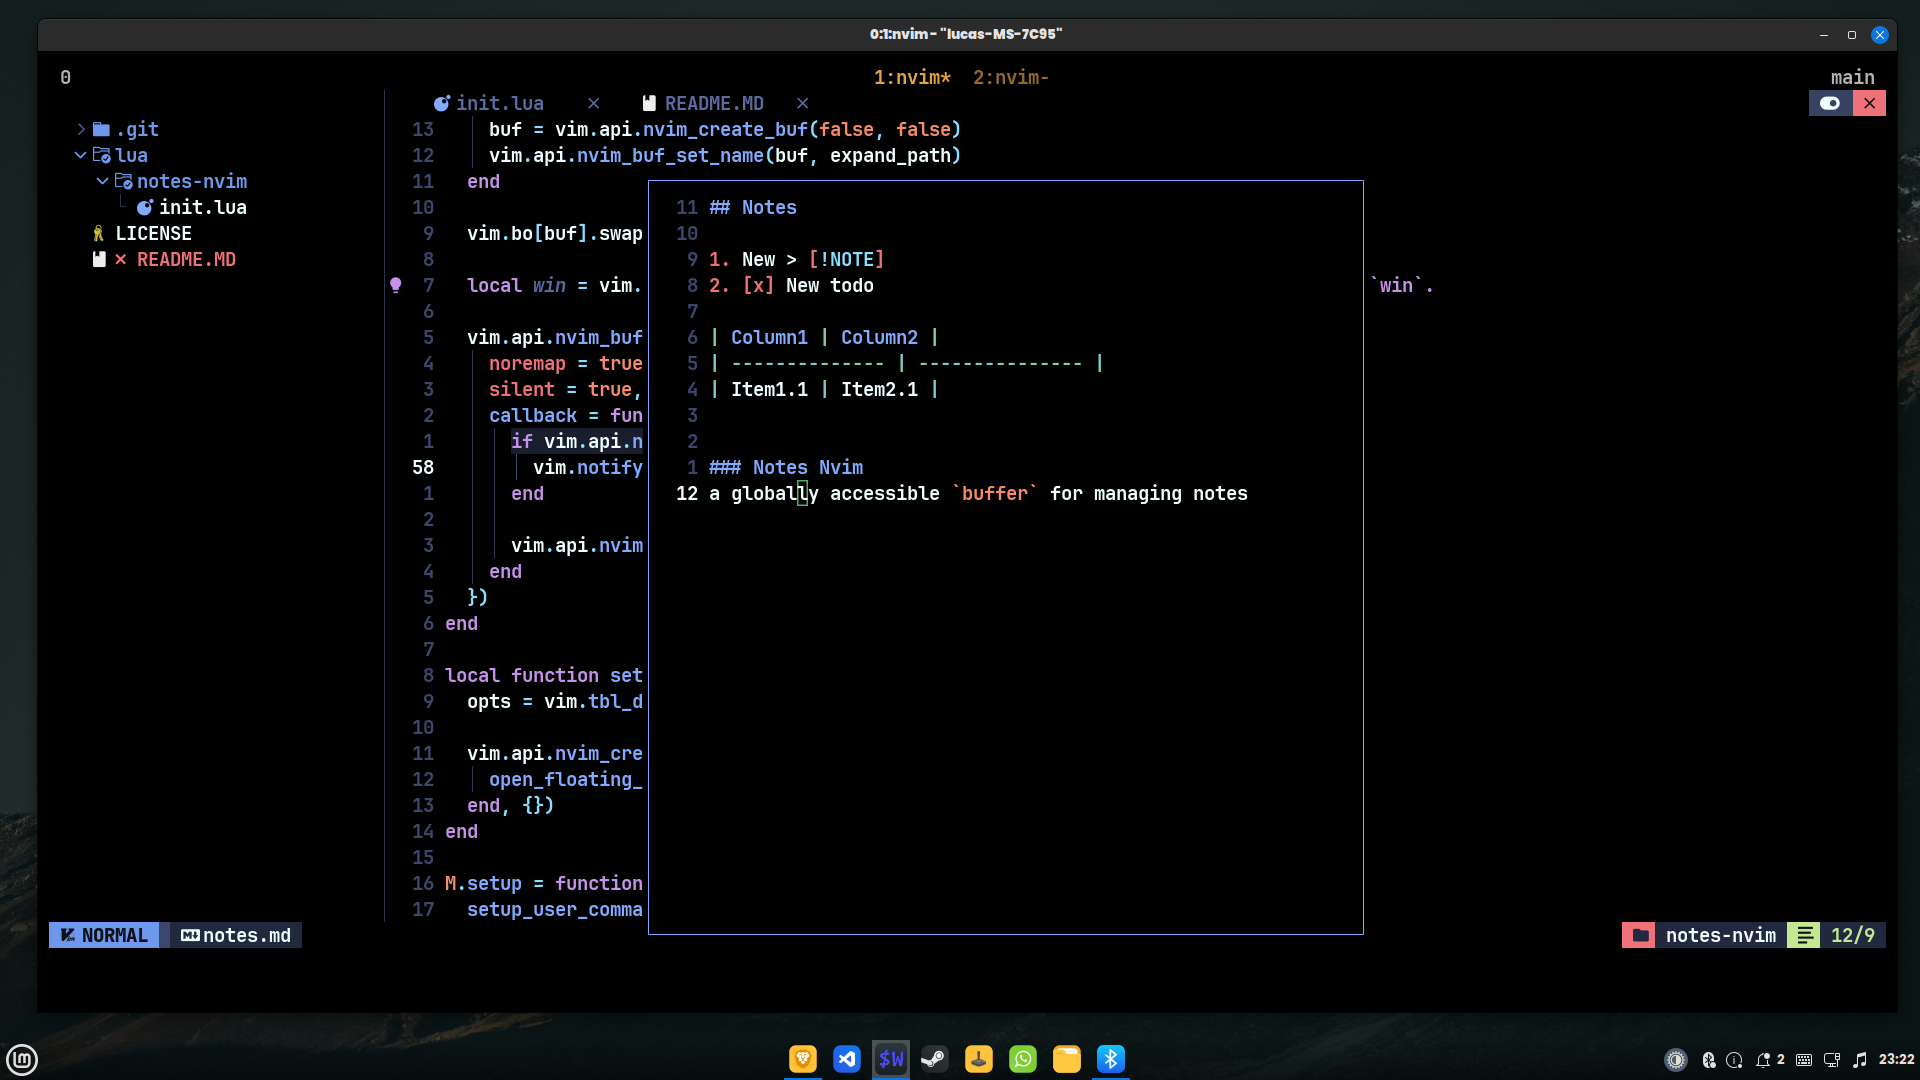 0:1:nvim - "lucas-MS-7C95"
0
1:nvim* 2:nvim-
main
.git
lua
notes-nvim
init.lua
LICENSE
README.MD
init.lua
README.MD
13 buf = vim.api.nvim_create_buf(false, false)
12 vim.api.nvim_buf_set_name(buf, expand_path)
11 end
10
9 vim.bo[buf].swap
8
7 local win = vim.
6
5 vim.api.nvim_buf
4 noremap = true
3 silent = true,
2 callback = fun
1 if vim.api.n
58 vim.notify
1 end
2
3 vim.api.nvim
4 end
5 })
6 end
7
8 local function set
9 opts = vim.tbl_d
10
11 vim.api.nvim_cre
12 open_floating_
13 end, {})
14 end
15
16 M.setup = function
17 setup_user_comma
`win`.
11 ## Notes
10
9 1. New > [!NOTE]
8 2. [x] New todo
7
6 | Column1 | Column2 |
5 | -------------- | --------------- |
4 | Item1.1 | Item2.1 |
3
2
1 ### Notes Nvim
12 a globally accessible `buffer` for managing notes
NORMAL
notes.md
notes-nvim
12/9
$W
2
23:22